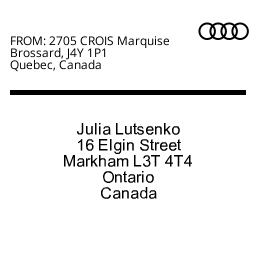 FROM: 2705 CROIS Marquise
Brossard, J4Y 1P1
Quebec, Canada
Julia Lutsenko
16 Elgin Street
Markham L3T 4T4
Ontario
Canada